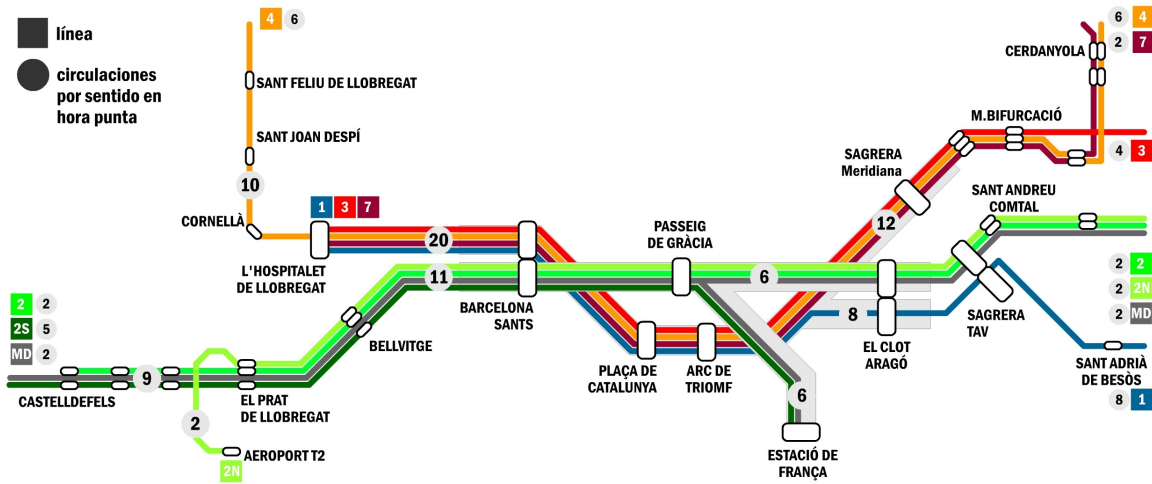 línea
circulaciones
por sentido en
hora punta
4 6
SANT FELIU DE LLOBREGAT
SANT JOAN DESPÍ
10
CORNELLÀ
1 3 7
L'HOSPITALET
DE LLOBREGAT
20
11
BARCELONA
SANTS
BELLVITGE
2 2
2S 5
MD 2
9
CASTELLDEFELS
EL PRAT
DE LLOBREGAT
2
AEROPORT T2
2N
PASSEIG
DE GRÀCIA
6
PLAÇA DE
CATALUNYA
ARC DE
TRIOMF
6
ESTACIÓ DE
FRANÇA
8
EL CLOT
ARAGÓ
12
SAGRERA
Meridiana
M.BIFURCACIÓ
CERDANYOLA
6 4
2 7
4 3
SANT ANDREU
COMTAL
SAGRERA
TAV
2 2
2 2N
2 MD
SANT ADRIÀ
DE BESÒS
8 1